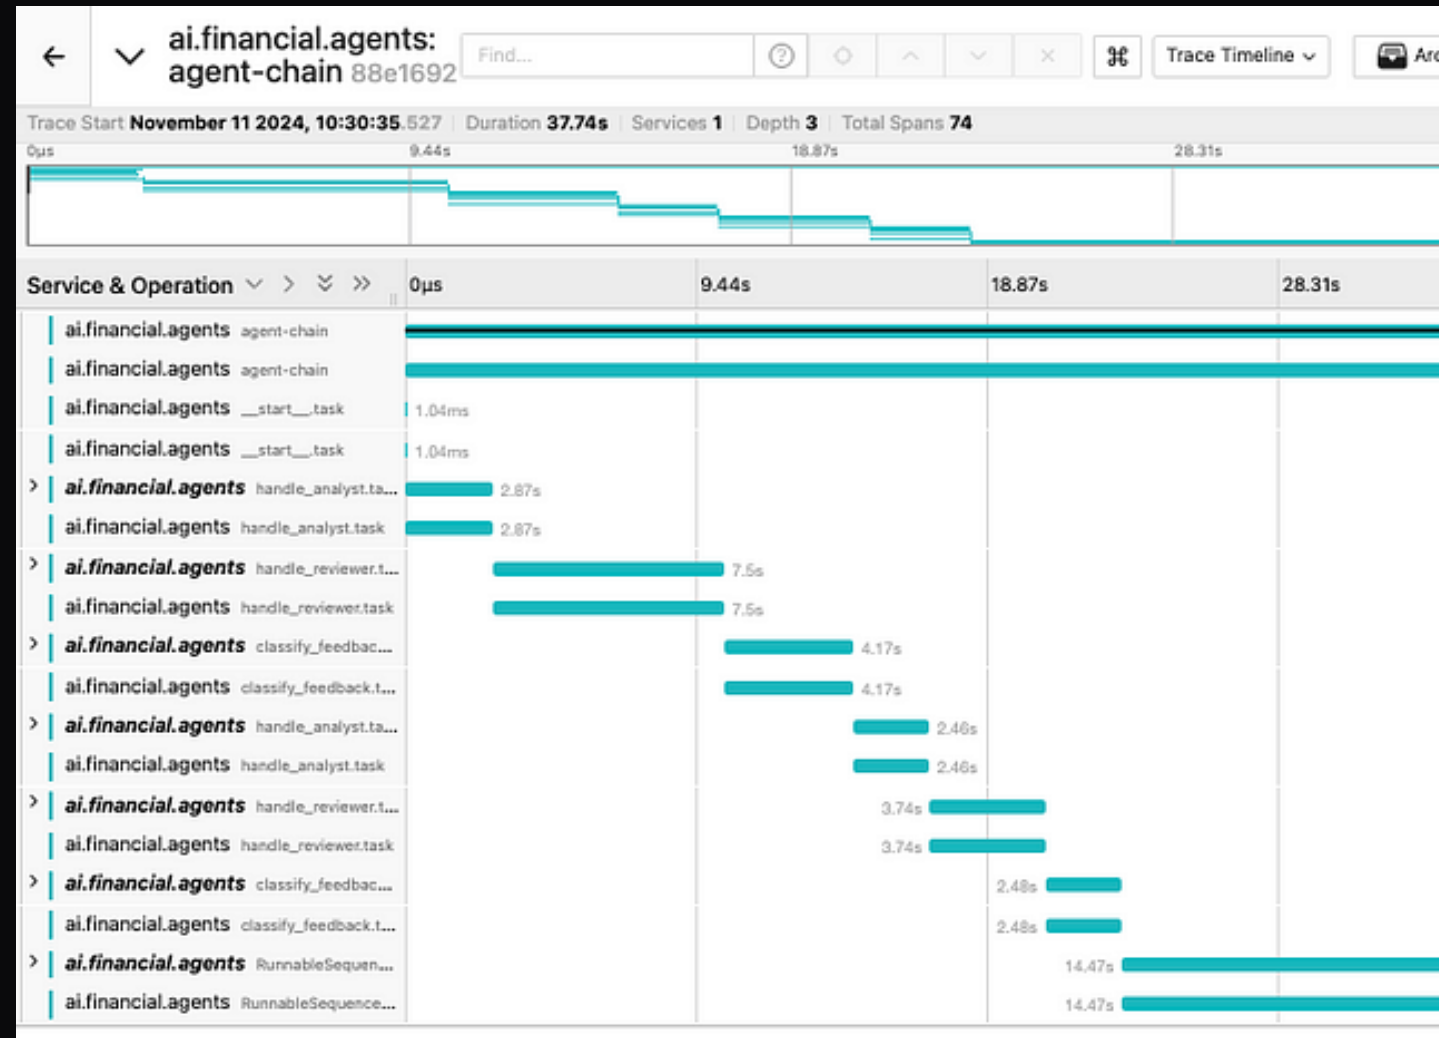 ai.financial.agents:
agent-chain 88e1692
Find...
Trace Timeline
Trace Start November 11 2024, 10:30:35.527 Duration 37.74s Services 1 Depth 3 Total Spans 74
0µs 9.44s 18.87s 28.31s
Service & Operation 0µs 9.44s 18.87s 28.31s
ai.financial.agents agent-chain
ai.financial.agents agent-chain
ai.financial.agents __start__.task 1.04ms
ai.financial.agents __start__.task 1.04ms
ai.financial.agents handle_analyst.ta... 2.87s
ai.financial.agents handle_analyst.task 2.87s
ai.financial.agents handle_reviewer.t... 7.5s
ai.financial.agents handle_reviewer.task 7.5s
ai.financial.agents classify_feedbac... 4.17s
ai.financial.agents classify_feedback.t... 4.17s
ai.financial.agents handle_analyst.ta... 2.46s
ai.financial.agents handle_analyst.task 2.46s
ai.financial.agents handle_reviewer.t... 3.74s
ai.financial.agents handle_reviewer.task 3.74s
ai.financial.agents classify_feedbac... 2.48s
ai.financial.agents classify_feedback.t... 2.48s
ai.financial.agents RunnableSequen... 14.47s
ai.financial.agents RunnableSequence... 14.47s